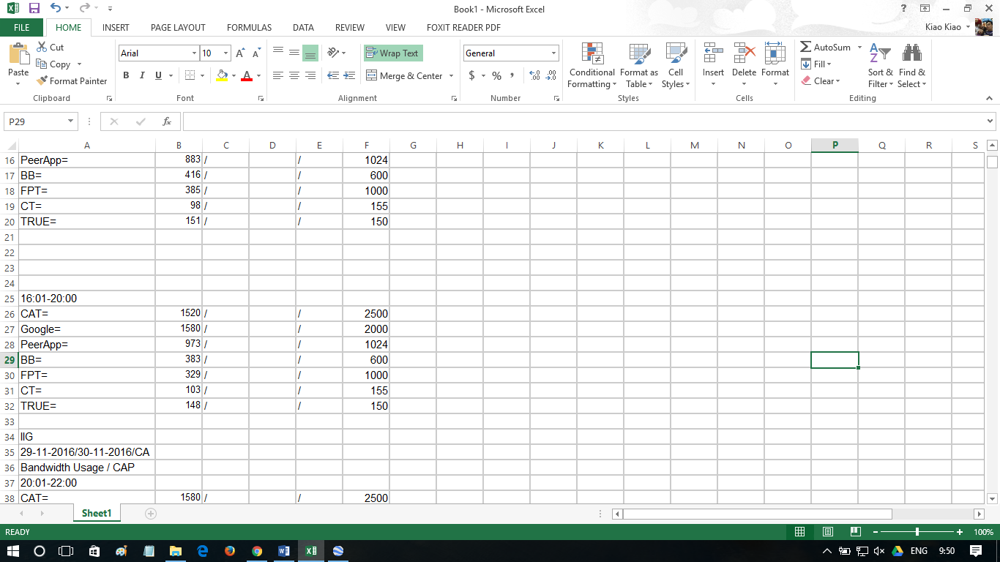 Book1 - Microsoft Excel
?
FILE HOME INSERT PAGE LAYOUT FORMULAS DATA REVIEW VIEW FOXIT READER PDF Kiao Kiao
Paste Cut Copy Format Painter
Arial 10 A A
B I U A
Wrap Text
Merge & Center
General
$ % , .0 .00 .00 .0
Conditional Formatting Format as Table Cell Styles
Insert Delete Format
AutoSum Fill Clear
Sort & Filter Find & Select
Clipboard Font Alignment Number Styles Cells Editing
P29 fx
A B C D E F G H I J K L M N O P Q R S
16 PeerApp= 883 / / 1024
17 BB= 416 / / 600
18 FPT= 385 / / 1000
19 CT= 98 / / 155
20 TRUE= 151 / / 150
21
22
23
24
25 16:01-20:00
26 CAT= 1520 / / 2500
27 Google= 1580 / / 2000
28 PeerApp= 973 / / 1024
29 BB= 383 / / 600
30 FPT= 329 / / 1000
31 CT= 103 / / 155
32 TRUE= 148 / / 150
33
34 IIG
35 29-11-2016/30-11-2016/CA
36 Bandwidth Usage / CAP
37 20:01-22:00
38 CAT= 1580 / / 2500
Sheet1
READY 100%
ENG 9:50